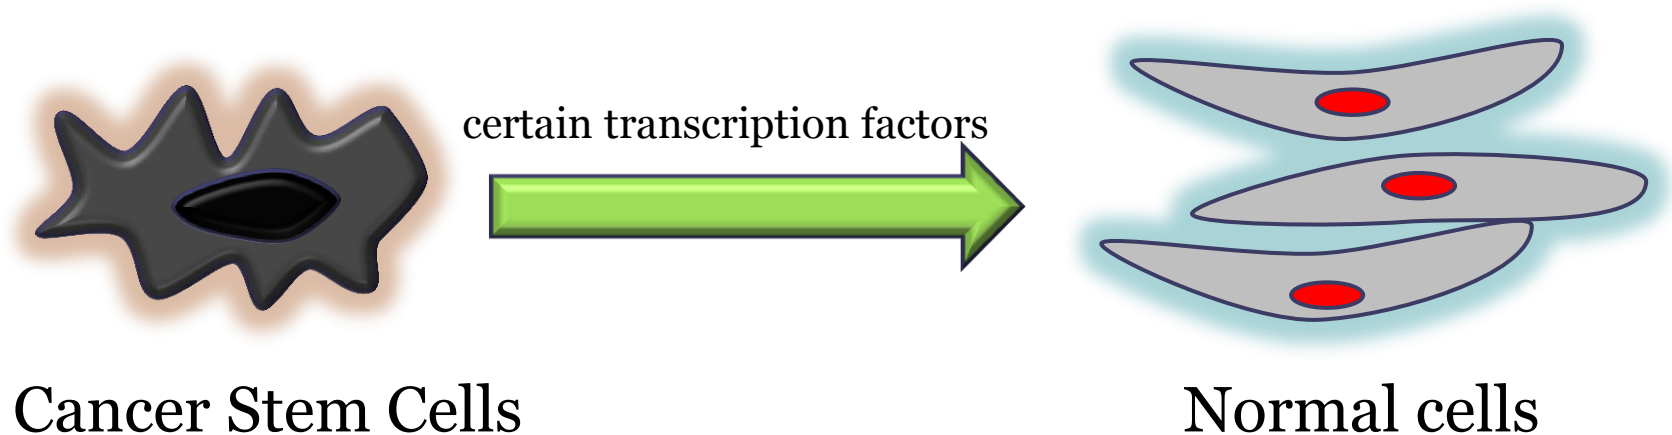 certain transcription factors
Cancer Stem Cells
Normal cells